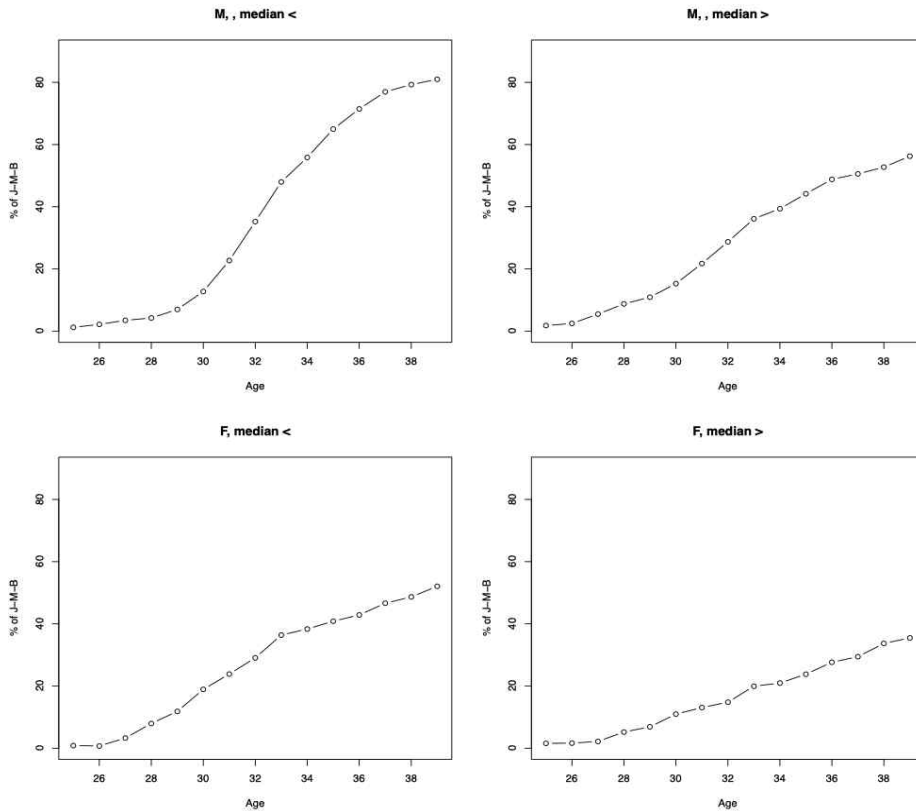 M, , median <
% of J-M-B
0
20
40
60
80
26 28 30 32 34 36 38
Age
M, , median >
% of J-M-B
0
20
40
60
80
26 28 30 32 34 36 38
Age
F, median <
% of J-M-B
0
20
40
60
80
26 28 30 32 34 36 38
Age
F, median >
% of J-M-B
0
20
40
60
80
26 28 30 32 34 36 38
Age